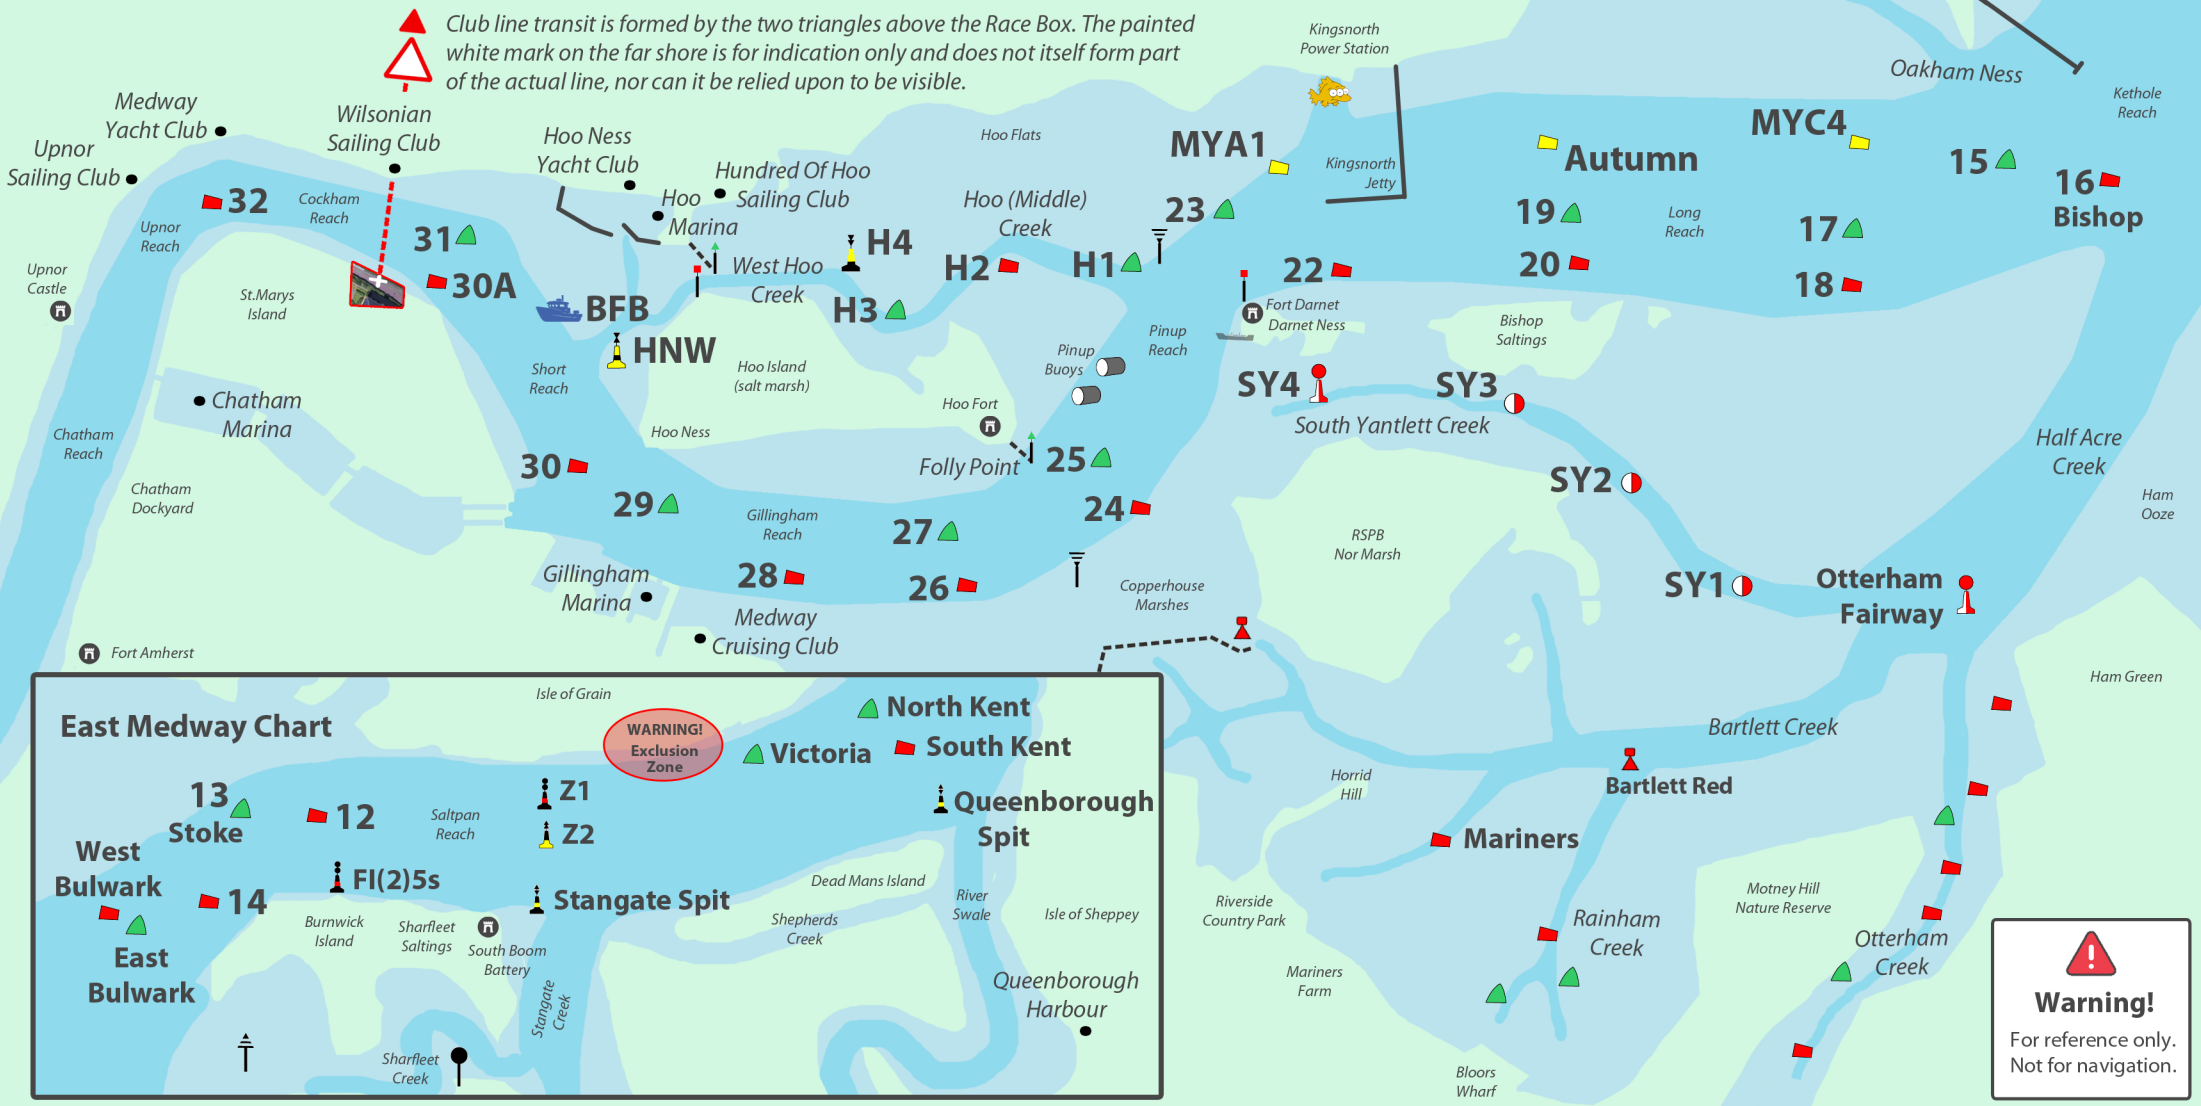 Club line transit is formed by the two triangles above the Race Box. The painted
white mark on the far shore is for indication only and does not itself form part
of the actual line, nor can it be relied upon to be visible.
Kingsnorth
Power Station
Oakham Ness
Kethole
Reach
Medway
Yacht Club
Upnor
Sailing Club
Wilsonian
Sailing Club
Hoo Ness
Yacht Club
Hundred Of Hoo
Sailing Club
Hoo
Marina
Hoo Flats
Hoo (Middle)
Creek
MYA1
Kingsnorth
Jetty
Autumn
MYC4
15
16
Bishop
32
Cockham
Reach
Upnor
Reach
31
30A
23
19
Long
Reach
17
Upnor
Castle
St.Marys
Island
BFB
HNW
West Hoo
Creek
H4
H3
H2
H1
22
20
18
Fort Darnet
Darnet Ness
Bishop
Saltings
Short
Reach
Hoo Island
(salt marsh)
Pinup
Buoys
Pinup
Reach
SY4
SY3
South Yantlett Creek
Chatham
Marina
Chatham
Reach
Hoo Ness
Hoo Fort
Folly Point
25
Half Acre
Creek
30
29
Chatham
Dockyard
Gillingham
Reach
27
24
SY2
Ham
Ooze
RSPB
Nor Marsh
Gillingham
Marina
28
26
Copperhouse
Marshes
SY1
Otterham
Fairway
Medway
Cruising Club
Fort Amherst
Ham Green
Bartlett Creek
Horrid
Hill
Bartlett Red
Mariners
Riverside
Country Park
Motney Hill
Nature Reserve
Rainham
Creek
Otterham
Creek
Mariners
Farm
Bloors
Wharf
East Medway Chart
Isle of Grain
WARNING!
Exclusion
Zone
North Kent
South Kent
Victoria
Z1
Z2
Queenborough
Spit
13
Stoke
12
Saltpan
Reach
West
Bulwark
14
Fl(2)5s
Stangate Spit
Dead Mans Island
River
Swale
Isle of Sheppey
Burnwick
Island
Sharfleet
Saltings
South Boom
Battery
Shepherds
Creek
East
Bulwark
Stangate
Creek
Queenborough
Harbour
Sharfleet
Creek
Warning!
For reference only.
Not for navigation.